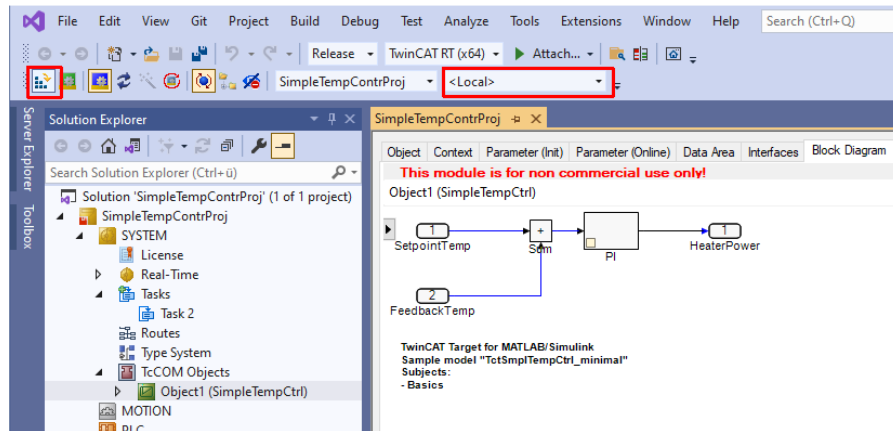 File Edit View Git Project Build Debug Test Analyze Tools Extensions Window Help Search (Ctrl+Q)
Release TwinCAT RT (x64) Attach...
SimpleTempContrProj <Local>
Server Explorer
Toolbox
Solution Explorer
Search Solution Explorer (Ctrl+ü)
Solution 'SimpleTempContrProj' (1 of 1 project)
SimpleTempContrProj
SYSTEM
License
Real-Time
Tasks
Task 2
Routes
Type System
TcCOM Objects
Object1 (SimpleTempCtrl)
MOTION
PLC
SimpleTempContrProj
Object Context Parameter (Init) Parameter (Online) Data Area Interfaces Block Diagram
This module is for non commercial use only!
Object1 (SimpleTempCtrl)
1
SetpointTemp
+
Sum
PI
1
HeaterPower
2
FeedbackTemp
TwinCAT Target for MATLAB/Simulink
Sample model "TctSmplTempCtrl_minimal"
Subjects:
- Basics